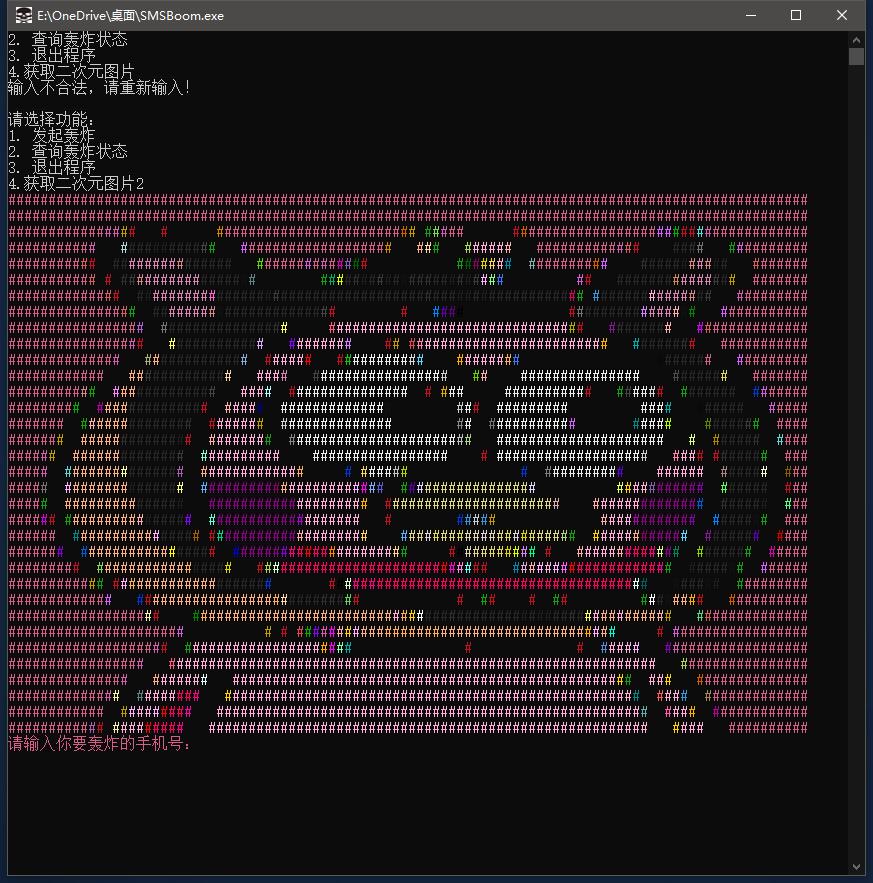 E:\OneDrive\桌面\SMSBoom.exe
2. 查询轰炸状态
3. 退出程序
4.获取二次元图片
输入不合法，请重新输入！
请选择功能：
1. 发起轰炸
2. 查询轰炸状态
3. 退出程序
4.获取二次元图片2
请输入你要轰炸的手机号：